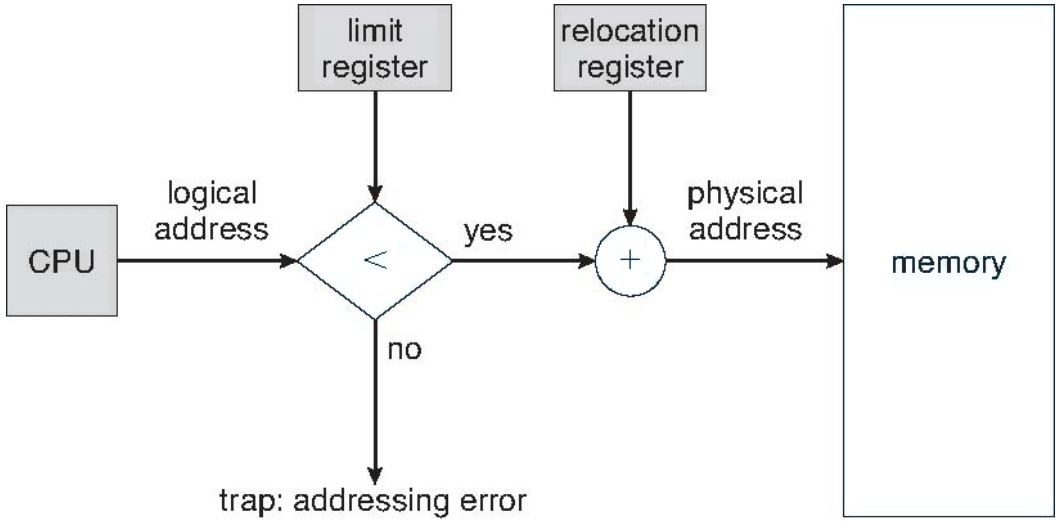 limit
register
relocation
register
logical
address
physical
address
CPU
<
yes
+
memory
no
trap: addressing error